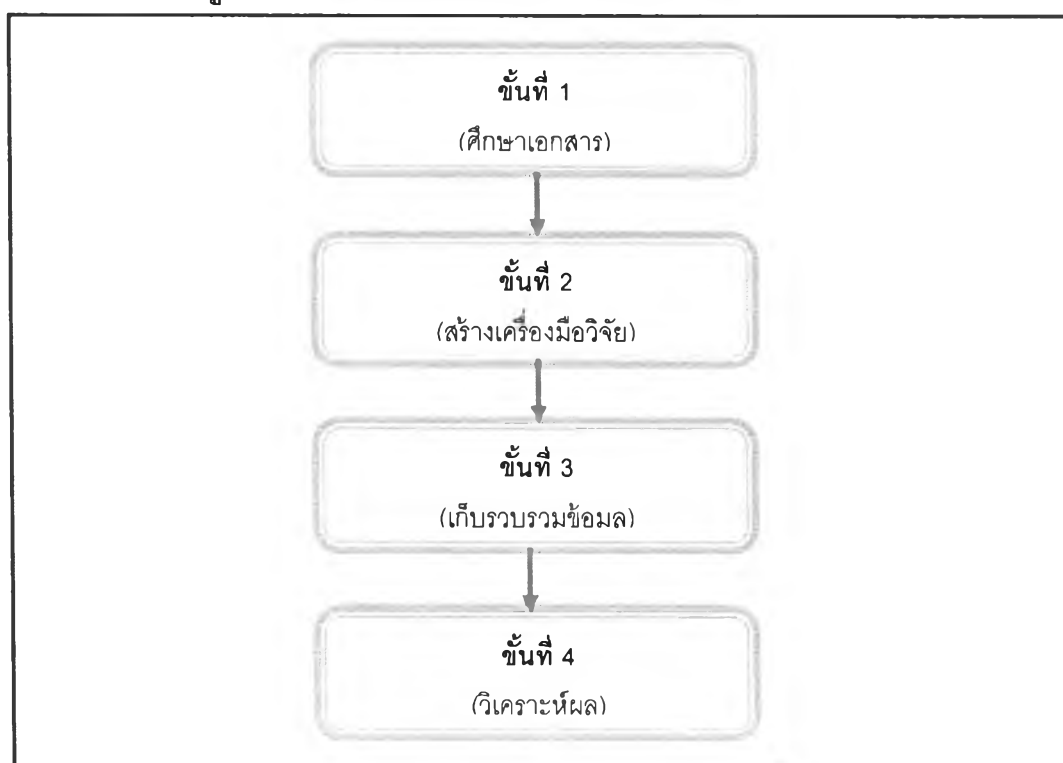 ขั้นที่ 1
(ศึกษาเอกสาร)
ขั้นที่ 2
(สร้างเครื่องมือวิจัย)
ขั้นที่ 3
(เก็บรวบรวมข้อมล)
ขั้นที่ 4
(วิเคราะห์ผล)